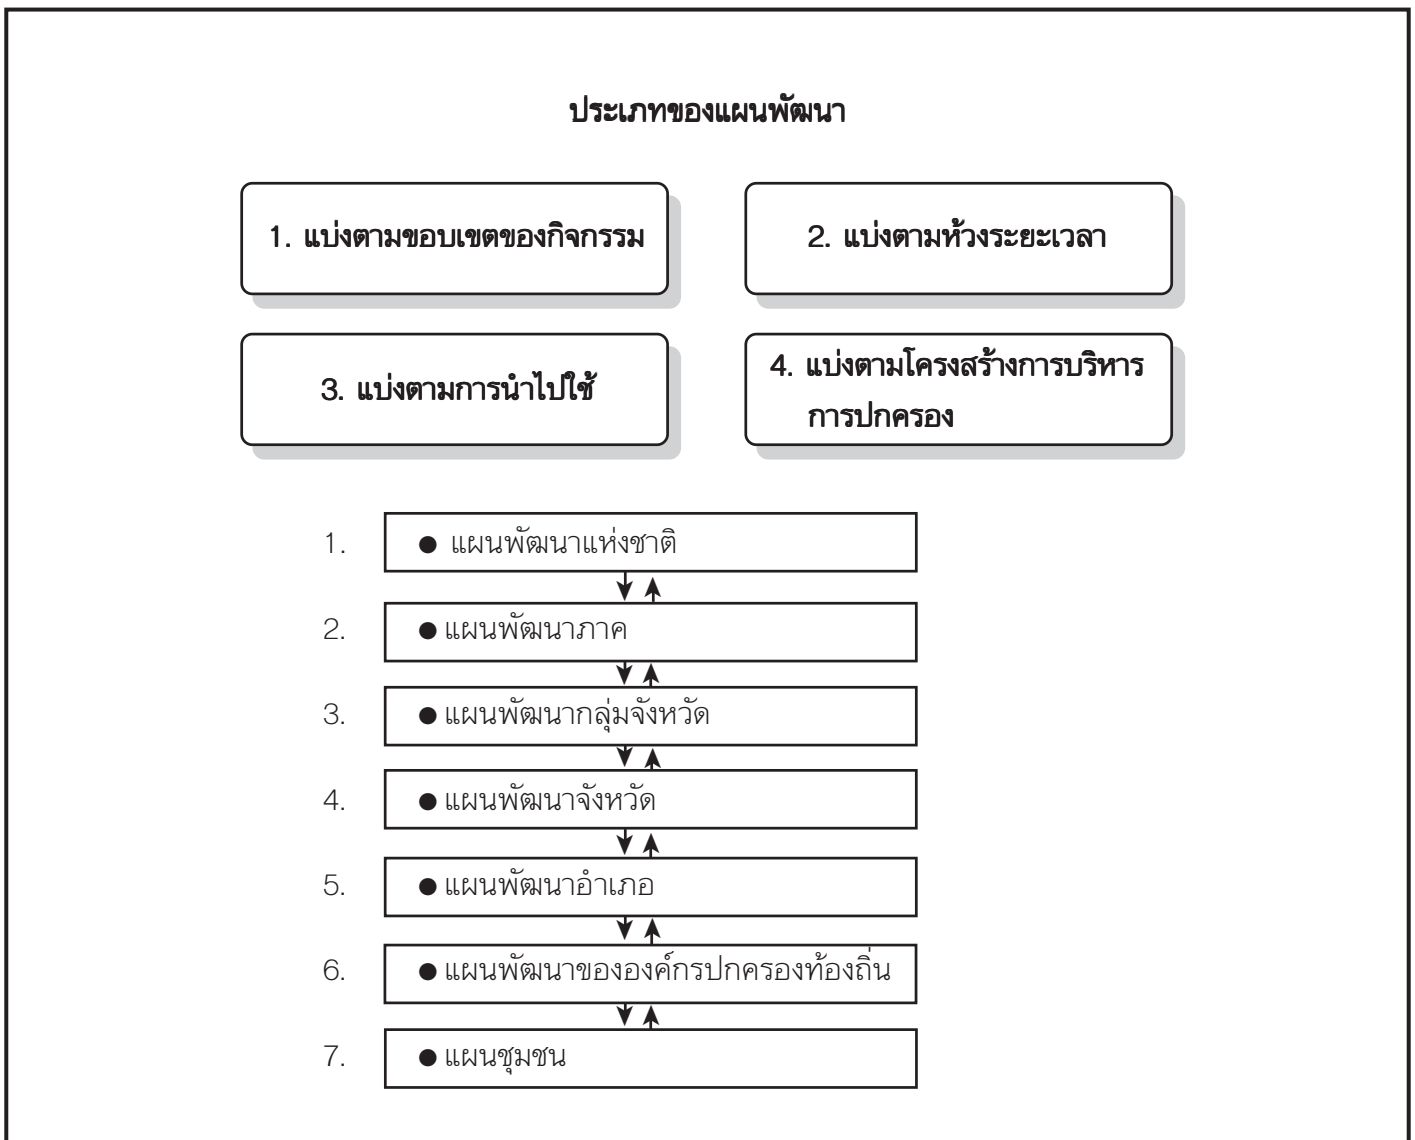 ประเภทของแผนพัฒนา
1. แบ่งตามขอบเขตของกิจกรรม
2. แบ่งตามห้วงระยะเวลา
3. แบ่งตามการนำไปใช้
4. แบ่งตามโครงสร้างการบริหาร
การปกครอง
1. ● แผนพัฒนาแห่งชาติ
2. ● แผนพัฒนาภาค
3. ● แผนพัฒนากลุ่มจังหวัด
4. ● แผนพัฒนาจังหวัด
5. ● แผนพัฒนาอำเภอ
6. ● แผนพัฒนาขององค์กรปกครองท้องถิ่น
7. ● แผนชุมชน